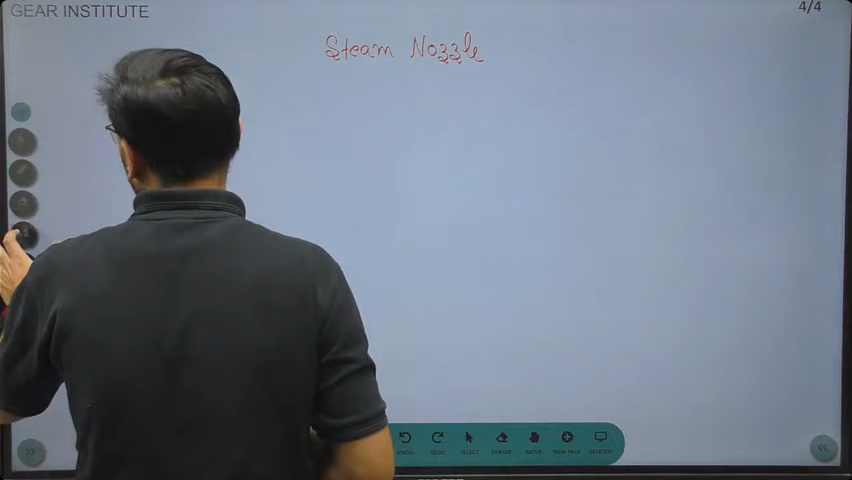 GEAR INSTITUTE
4/4
Steam Nozzle
UNDO REDO SELECT ERASER MOVE NEW PAGE DESKTOP